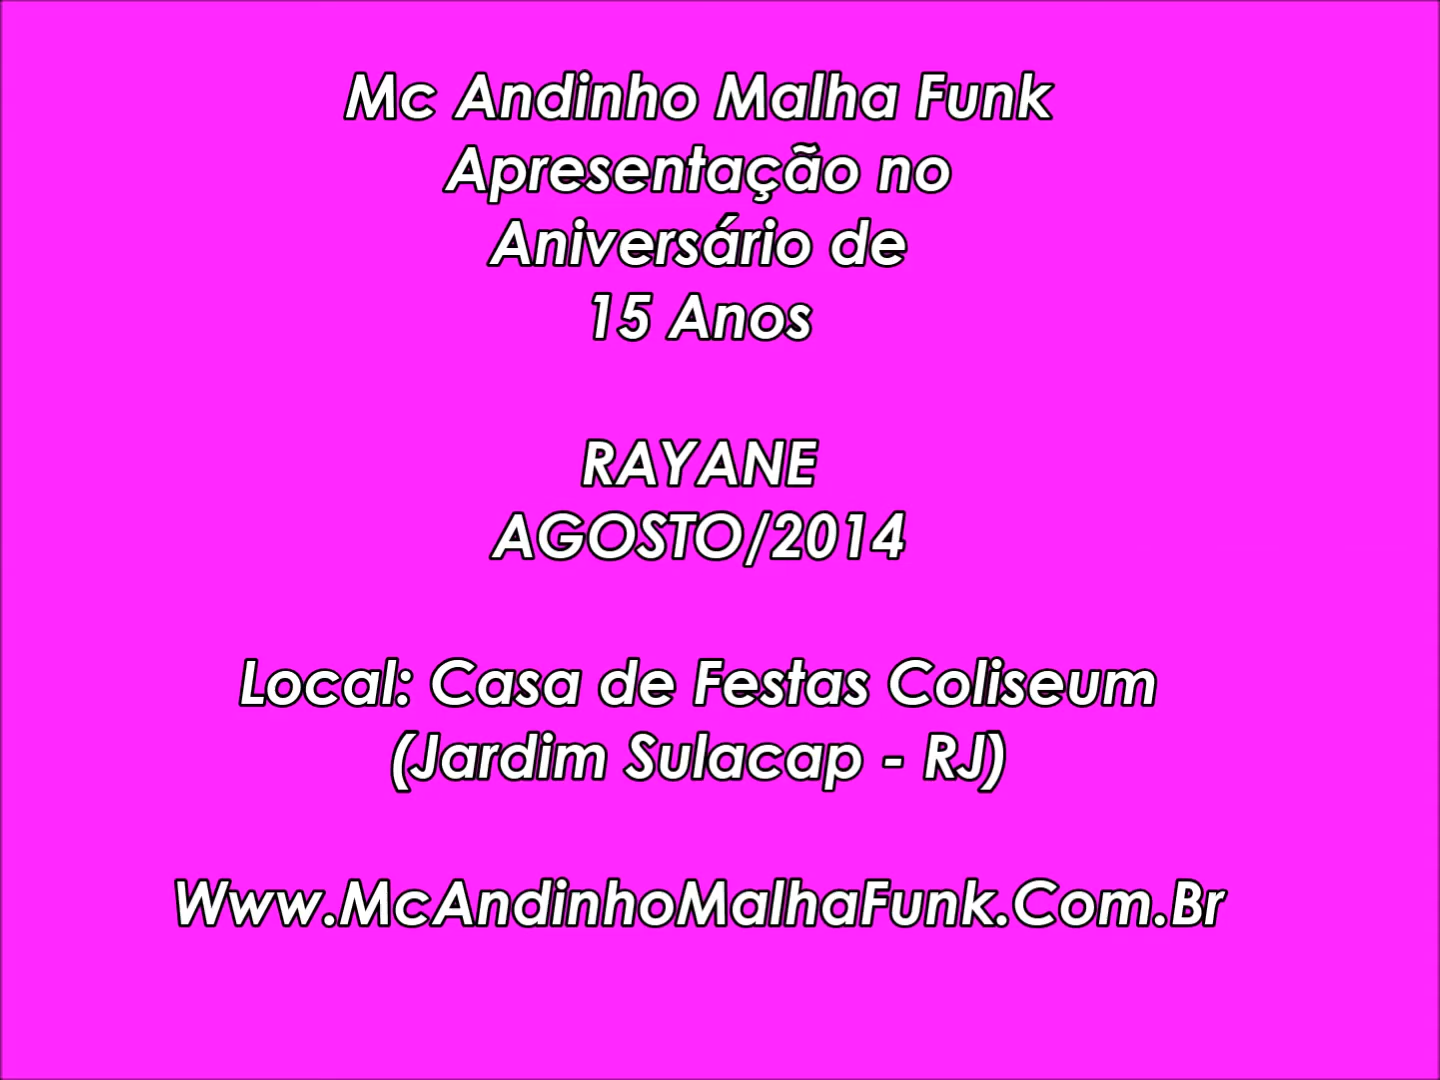 Mc Andinho Malha Funk
Apresentação no
Aniversário de
15 Anos
RAYANE
AGOSTO/2014
Local: Casa de Festas Coliseum
(Jardim Sulacap - RJ)
Www.McAndinhoMalhaFunk.Com.Br